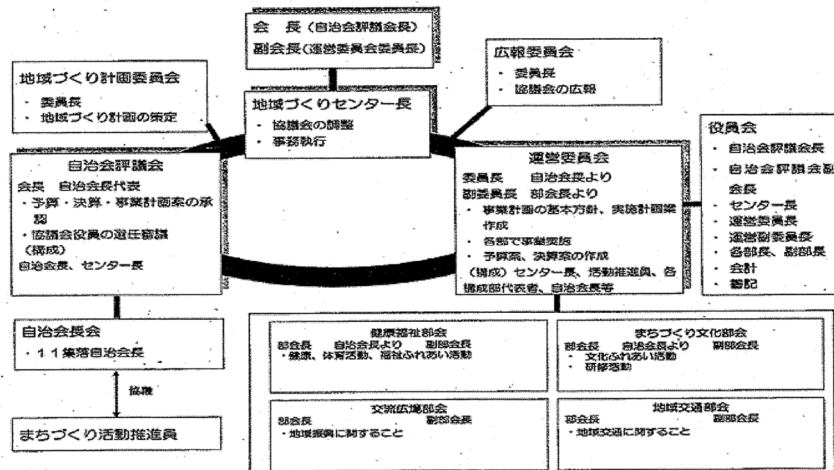 会　長（自治会評議会長）
副会長（運営委員会委員長）
地域づくり計画委員会
・ 委員長
・ 地域づくり計画の策定
地域づくりセンター長
・ 協議会の調整
・ 事務執行
広報委員会
・ 委員長
・ 協議会の広報
自治会評議会
会長　自治会長代表
・予算・決算・事業計画案の承
認
・協議会役員の選任審議
（構成）
自治会長、センター長
運営委員会
委員長　　自治会長より
副委員長　部会長より
・ 事業計画の基本方針、実施計画案
作成
・ 各部で事業実施
・ 予算案、決算案の作成
（構成）センター長、活動推進員、各
構成部代表者、自治会長等
役員会
・ 自治会評議会長
・ 自治会評議会副
会長
・ センター長
・ 運営委員長
・ 運営副委員長
・ 各部長、副部長
・ 会計
・ 書記
自治会長会
・１１集落自治会長
協議
まちづくり活動推進員
健康福祉部会
部会長　　自治会長より　　副部会長
・健康、体育活動、福祉ふれあい活動
まちづくり文化部会
部会長　　自治会長より　　副部会長
・ 文化ふれあい活動
・ 研修活動
交流広場部会
部会長　　副部会長
・地域振興に関すること
地域交通部会
部会長　　副部会長
・地域交通に関すること